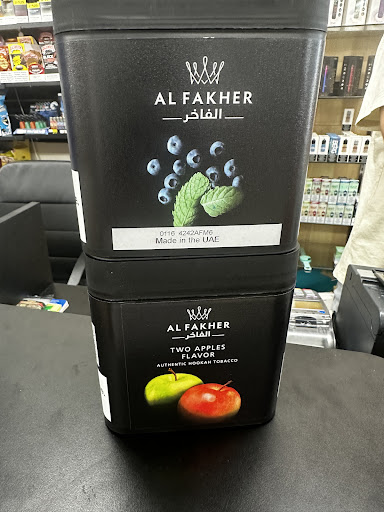 AL FAKHER
الفاخر
0116 4242AFM6
Made in the UAE
AL FAKHER
الفاخر
TWO APPLES
FLAVOR
AUTHENTIC HOOKAH TOBACCO